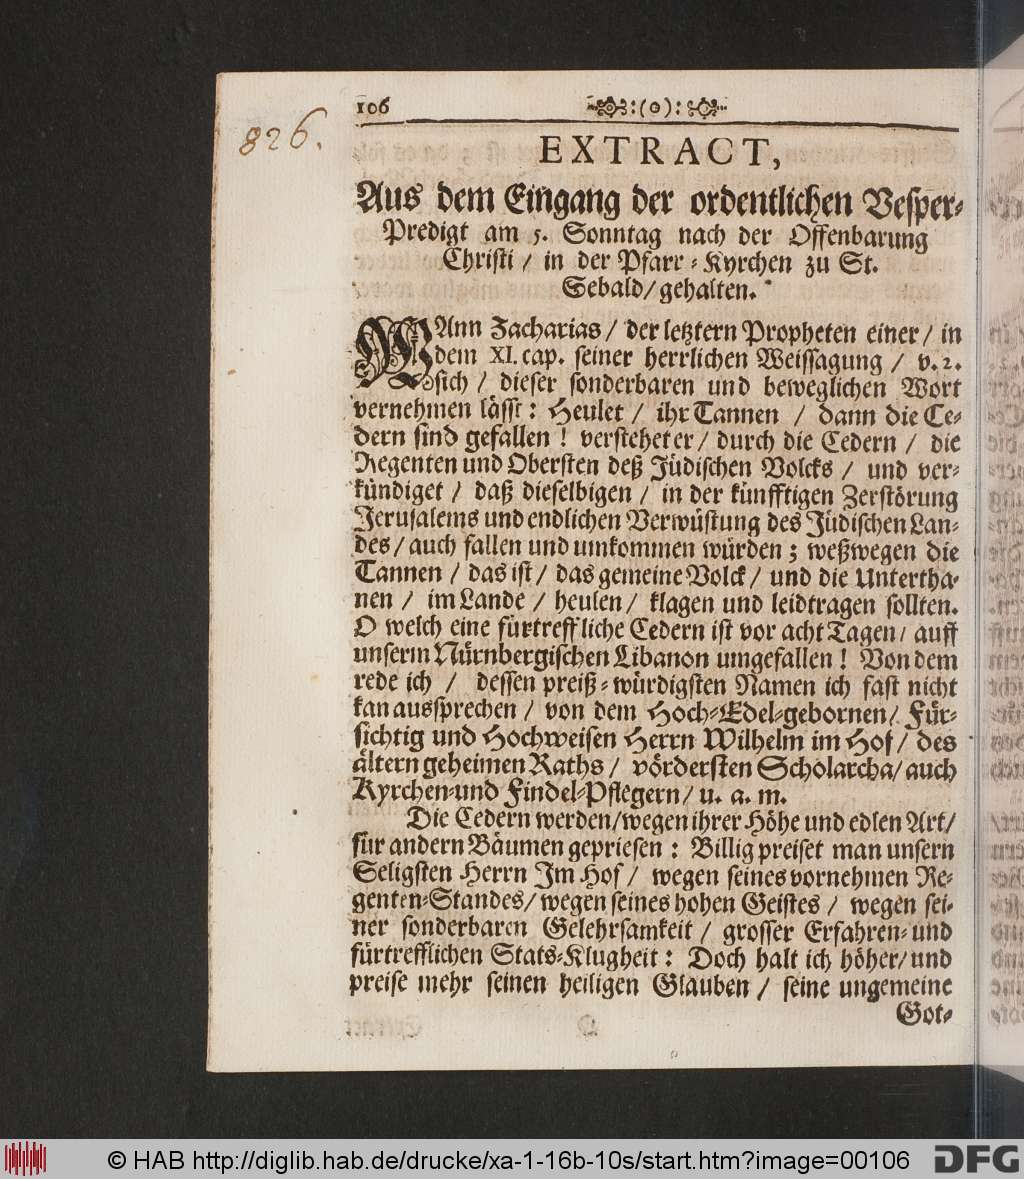 106
826.
EXTRACT,
Aus dem Eingang der ordentlichen Vesper-
Predigt am 5. Sonntag nach der Offenbarung
Christi / in der Pfarr-Kyrchen zu St.
Sebald / gehalten.
WAnn Zacharias / der letztern Propheten einer / in
dem XI. cap. seiner herrlichen Weissagung / v. 2.
sich / dieser sonderbaren und beweglichen Wort
vernehmen lässt: Heulet / ihr Tannen / dann die Ce-
dern sind gefallen! verstehet er / durch die Cedern / die
Regenten und Obersten deß Jüdischen Volcks / und ver-
kündiget / daß dieselbigen / in der künfftigen Zerstörung
Jerusalems und endlichen Verwüstung des Jüdischen Lan-
des / auch fallen und umkommen würden; weßwegen die
Tannen / das ist / das gemeine Volck / und die Untertha-
nen / im Lande / heulen / klagen und leidtragen sollten.
O welch eine fürtreffliche Cedern ist vor acht Tagen / auff
unserm Nürnbergischen Libanon umgefallen! Von dem
rede ich / dessen preiß-würdigsten Namen ich fast nicht
kan aussprechen / von dem Hoch-Edel-gebornen / Für-
sichtig und Hochweisen Herrn Wilhelm im Hof / des
ältern geheimen Raths / vördersten Scholarcha / auch
Kyrchen-und Findel-Pflegern / u. a. m.
Die Cedern werden / wegen ihrer Höhe und edlen Art /
für andern Bäumen gepriesen: Billig preiset man unsern
Seligsten Herrn Im Hof / wegen seines vornehmen Re-
genten-Standes / wegen seines hohen Geistes / wegen sei-
ner sonderbaren Gelehrsamkeit / grosser Erfahren-und
fürtrefflichen Stats-Klugheit: Doch halt ich höher / und
preise mehr seinen heiligen Glauben / seine ungemeine
Got-
© HAB http://diglib.hab.de/drucke/xa-1-16b-10s/start.htm?image=00106
DFG